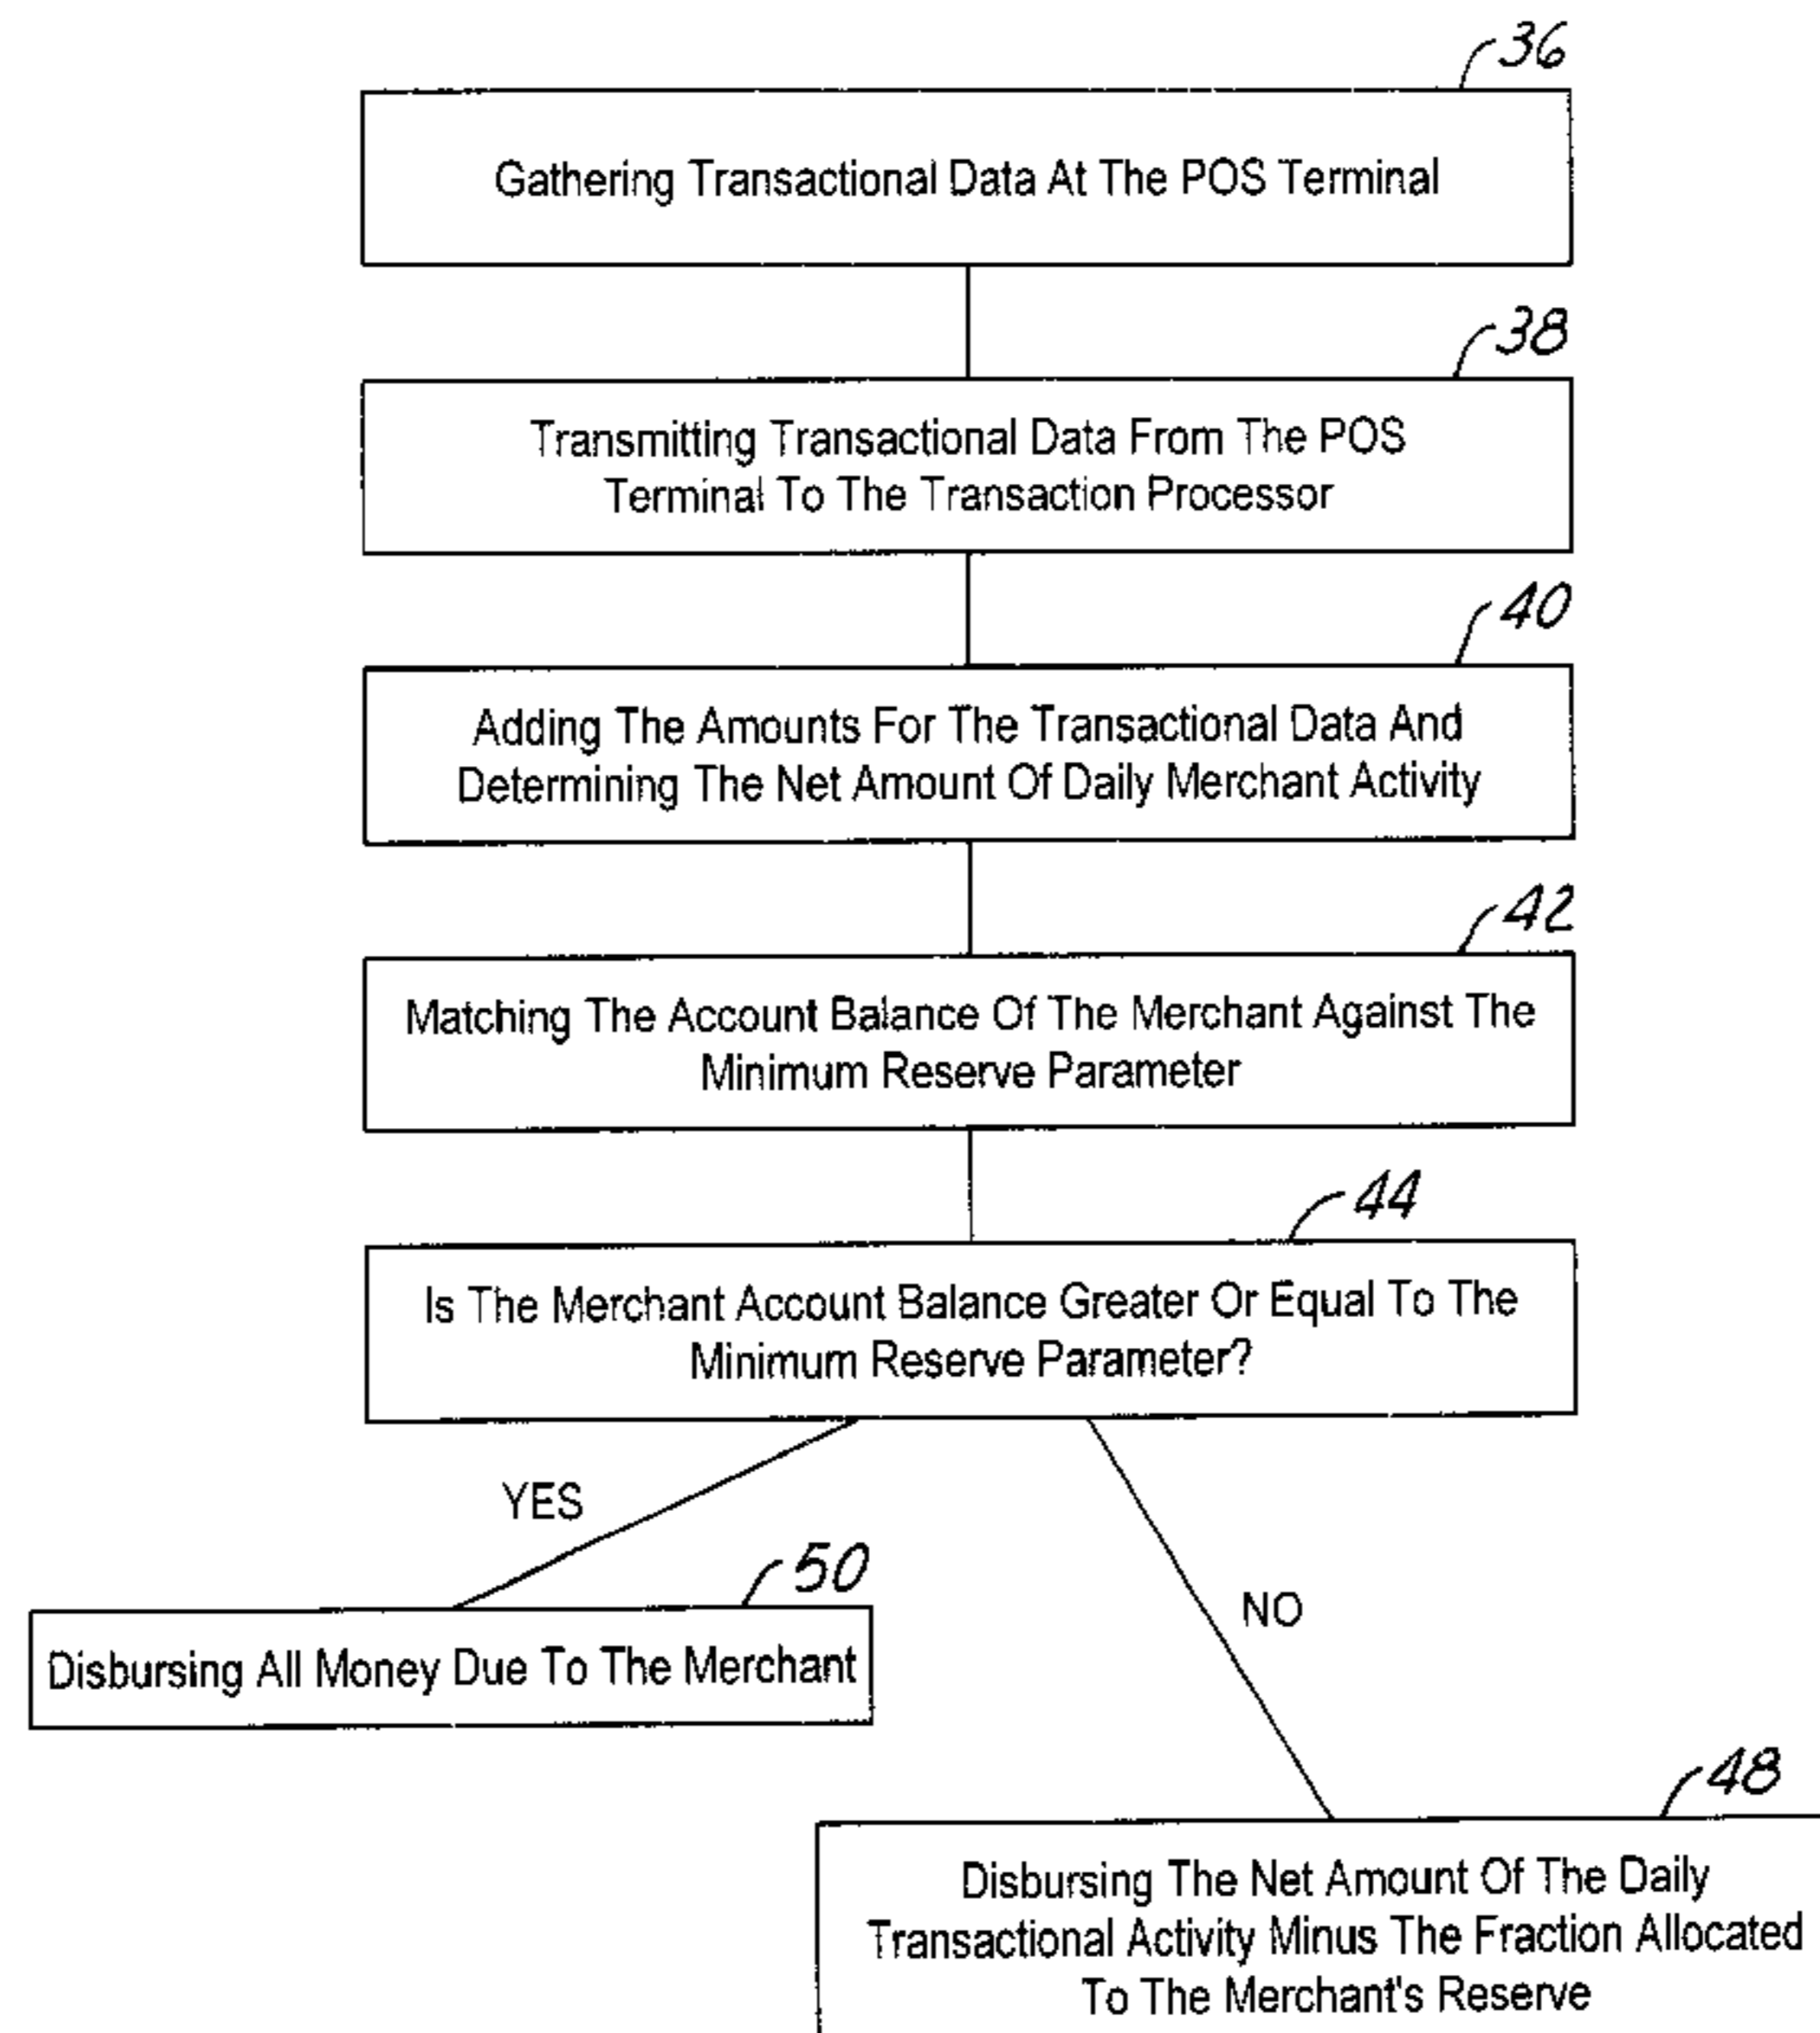 36
Gathering Transactional Data At The POS Terminal
38
Transmitting Transactional Data From The POS
Terminal To The Transaction Processor
40
Adding The Amounts For The Transactional Data And
Determining The Net Amount Of Daily Merchant Activity
42
Matching The Account Balance Of The Merchant Against The
Minimum Reserve Parameter
44
Is The Merchant Account Balance Greater Or Equal To The
Minimum Reserve Parameter?
YES
50
NO
Disbursing All Money Due To The Merchant
48
Disbursing The Net Amount Of The Daily
Transactional Activity Minus The Fraction Allocated
To The Merchant's Reserve